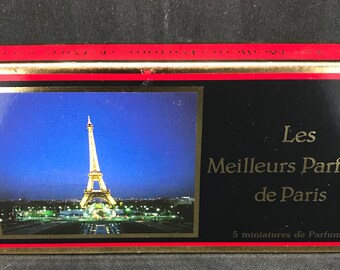 Les
Meilleurs Parf
de Paris
5 miniatures de Parfum